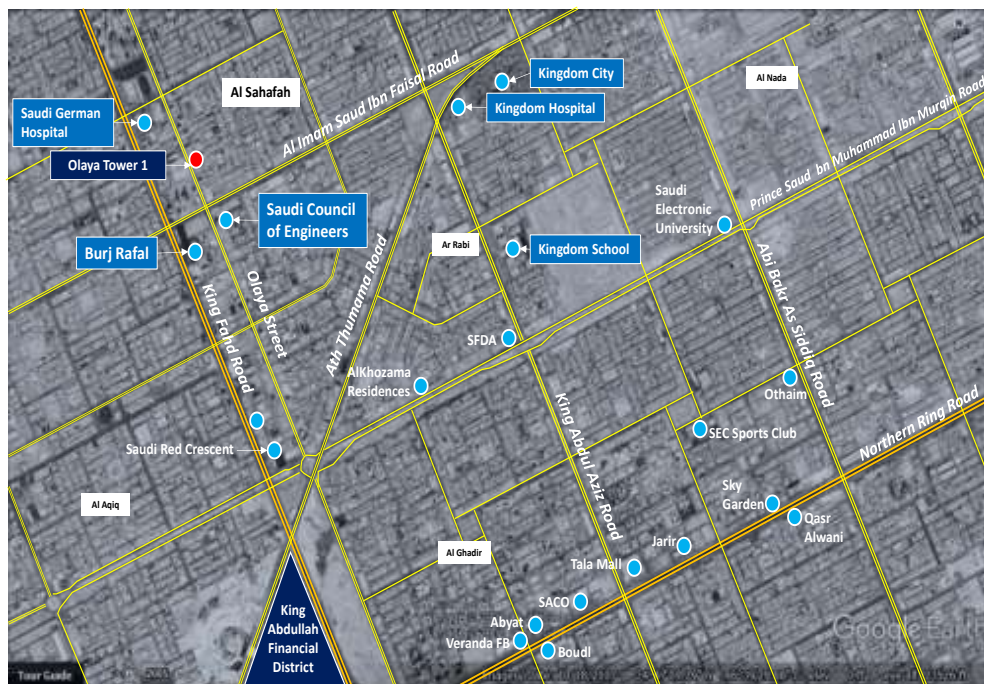 Kingdom City
Al Nada
Al Sahafah
Al Imam Saud Ibn Faisal Road
Kingdom Hospital
Saudi German
Hospital
Olaya Tower 1
Prince Saud bn Muhammad Ibn Murqin Road
Saudi
Electronic
University
Saudi Council
of Engineers
Ar Rabi
Kingdom School
Burj Rafal
Olaya Street
King Fahd Road
Ath Thumama Road
Abi Bakr As Siddiq Road
SFDA
AlKhozama
Residences
Othaim
King Abdul Aziz Road
SEC Sports Club
Northern Ring Road
Saudi Red Crescent
Al Aqiq
Sky
Garden
Qasr
Alwani
Al Ghadir
Jarir
Tala Mall
SACO
King
Abdullah
Financial
District
Abyat
Veranda FB
Boudl
Google
Tour Guide